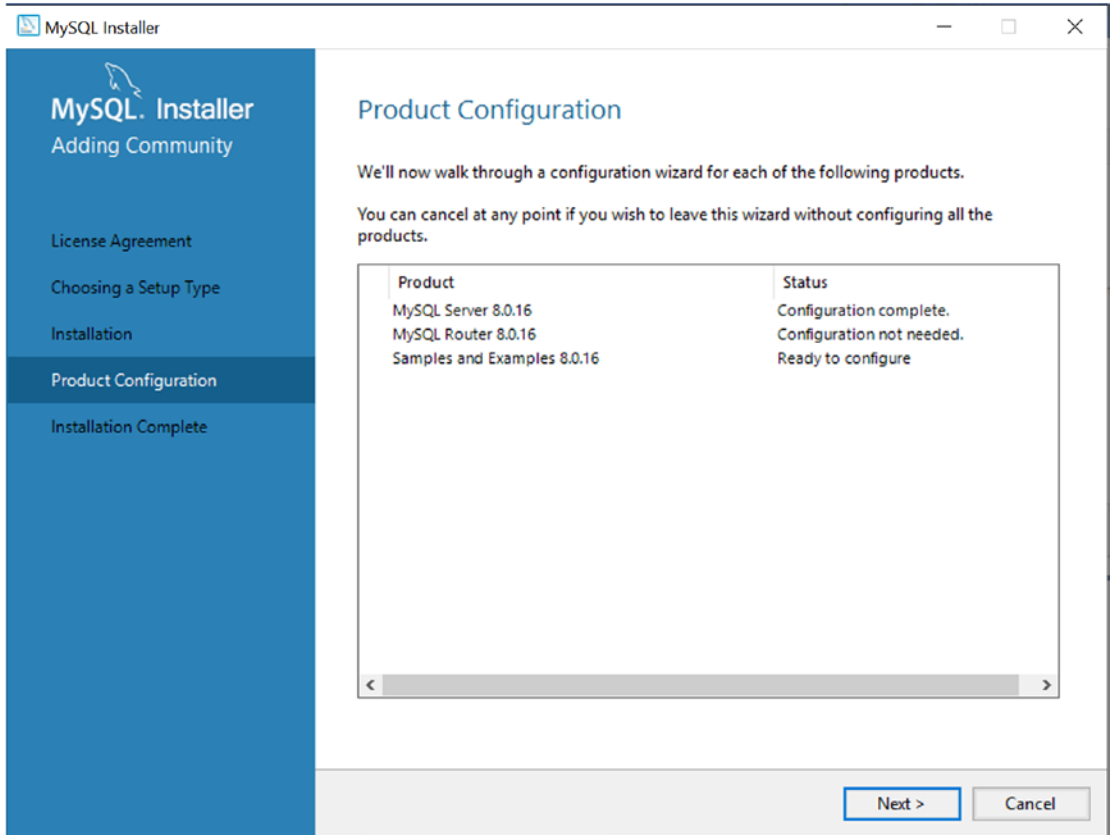 MySQL Installer
MySQL. Installer
Adding Community
License Agreement
Choosing a Setup Type
Installation
Product Configuration
Installation Complete
Product Configuration
We'll now walk through a configuration wizard for each of the following products.
You can cancel at any point if you wish to leave this wizard without configuring all the
products.
Product Status
MySQL Server 8.0.16 Configuration complete.
MySQL Router 8.0.16 Configuration not needed.
Samples and Examples 8.0.16 Ready to configure
Next > Cancel